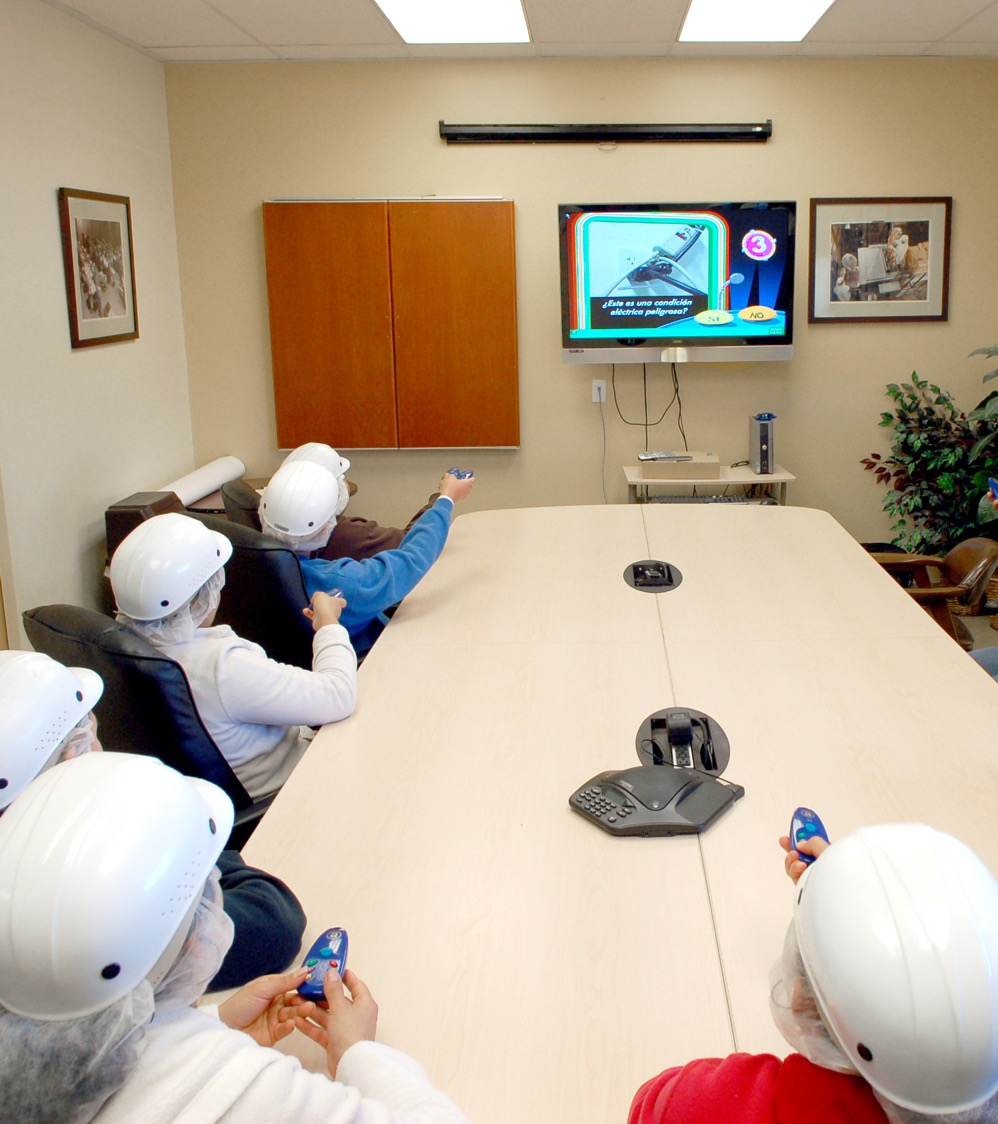 3
¿Este es una condición
eléctrica peligrosa?
SI
NO